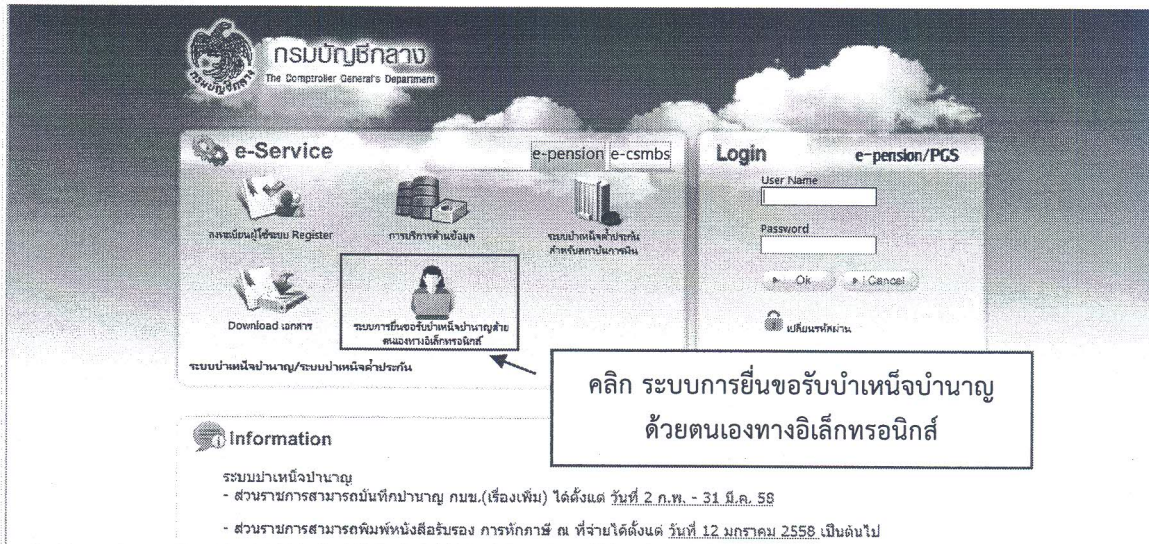 กรมบัญชีกลาง
The Comptroller General's Department
กรมบัญชีกลาง
e-Service
e-pension e-csmbs
ลงทะเบียนผู้ใช้ระบบ Register
การบริการด้านข้อมูล
ระบบบำเหน็จค้ำประกัน
สำหรับสถาบันการเงิน
Download เอกสาร
ระบบการยื่นขอรับบำเหน็จบำนาญด้วย
ตนเองทางอิเล็กทรอนิกส์
ระบบบำเหน็จบำนาญ/ระบบบำเหน็จค้ำประกัน
Login e-pension/PGS
User Name
Password
Ok Cancel
เปลี่ยนรหัสผ่าน
คลิก ระบบการยื่นขอรับบำเหน็จบำนาญ
ด้วยตนเองทางอิเล็กทรอนิกส์
Information
ระบบบำเหน็จบำนาญ
- ส่วนราชการสามารถบันทึกบำนาญ กบข.(เรื่องเพิ่ม) ได้ตั้งแต่ วันที่ 2 ก.พ. - 31 มี.ค. 58
- ส่วนราชการสามารถพิมพ์หนังสือรับรอง การหักภาษี ณ ที่จ่ายได้ตั้งแต่ วันที่ 12 มกราคม 2558 เป็นต้นไป